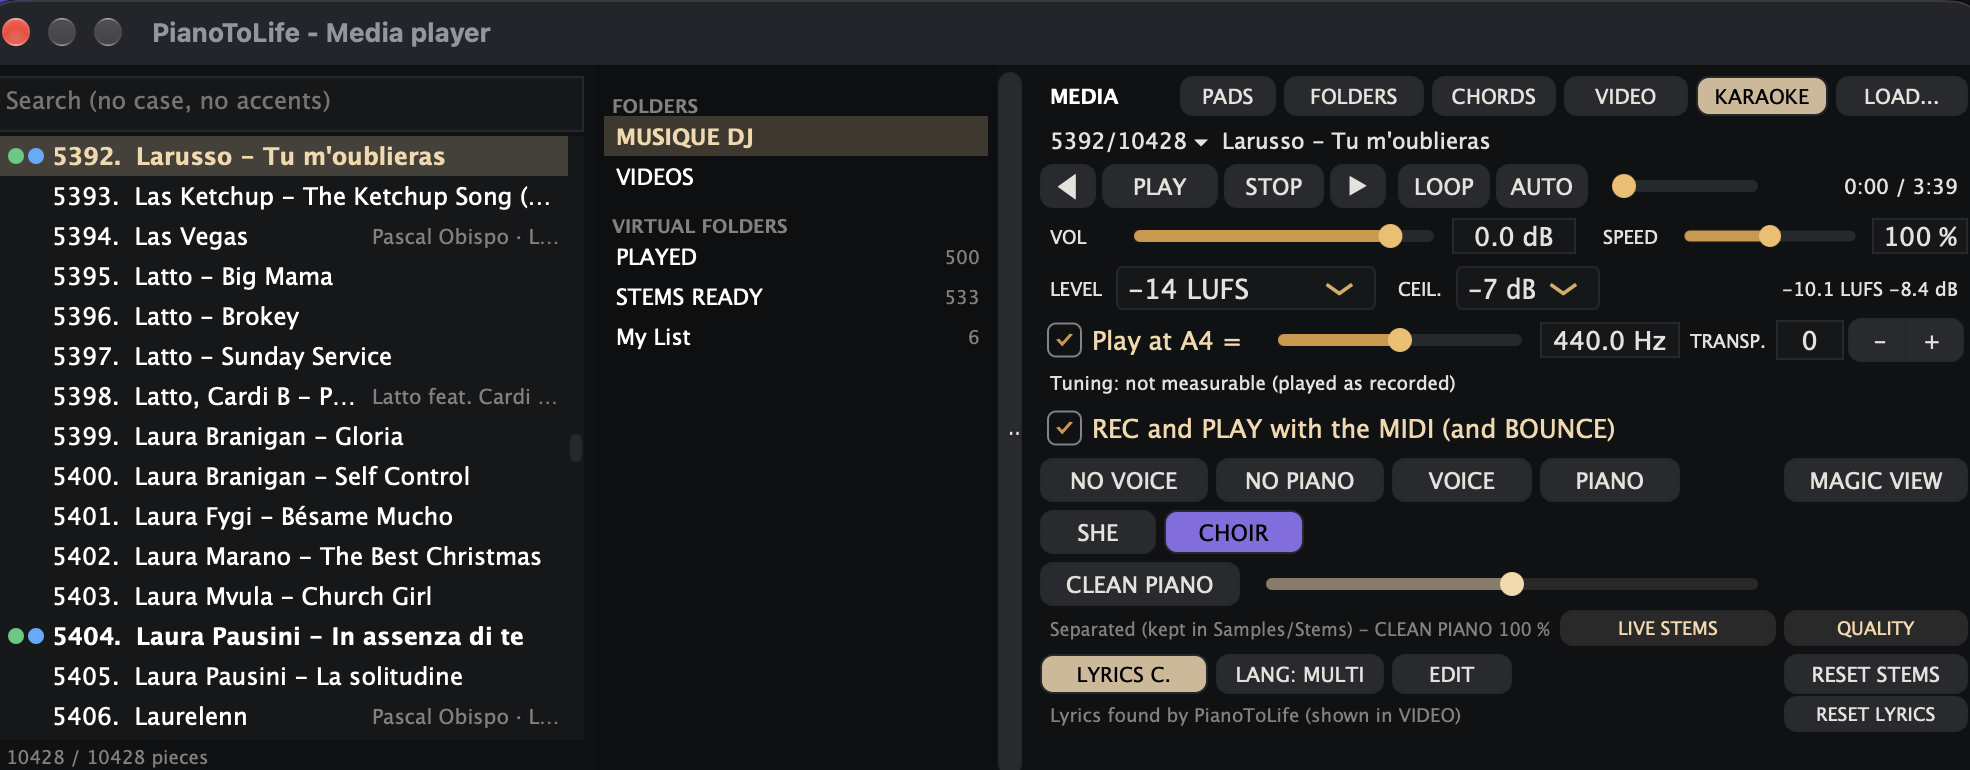 PianoToLife - Media player
Search (no case, no accents)
5392. Larusso – Tu m'oublieras
5393. Las Ketchup – The Ketchup Song (...
5394. Las Vegas Pascal Obispo · L...
5395. Latto – Big Mama
5396. Latto – Brokey
5397. Latto – Sunday Service
5398. Latto, Cardi B – P... Latto feat. Cardi ...
5399. Laura Branigan – Gloria
5400. Laura Branigan – Self Control
5401. Laura Fygi – Bésame Mucho
5402. Laura Marano – The Best Christmas
5403. Laura Mvula – Church Girl
5404. Laura Pausini – In assenza di te
5405. Laura Pausini – La solitudine
5406. Laurelenn Pascal Obispo · L...
10428 / 10428 pieces
FOLDERS
MUSIQUE DJ
VIDEOS
VIRTUAL FOLDERS
PLAYED 500
STEMS READY 533
My List 6
MEDIA PADS FOLDERS CHORDS VIDEO KARAOKE LOAD...
5392/10428 Larusso – Tu m'oublieras
PLAY STOP LOOP AUTO 0:00 / 3:39
VOL 0.0 dB SPEED 100 %
LEVEL -14 LUFS CEIL. -7 dB -10.1 LUFS -8.4 dB
Play at A4 = 440.0 Hz TRANSP. 0 - +
Tuning: not measurable (played as recorded)
REC and PLAY with the MIDI (and BOUNCE)
NO VOICE NO PIANO VOICE PIANO MAGIC VIEW
SHE CHOIR
CLEAN PIANO
Separated (kept in Samples/Stems) – CLEAN PIANO 100 % LIVE STEMS QUALITY
LYRICS C. LANG: MULTI EDIT RESET STEMS
Lyrics found by PianoToLife (shown in VIDEO) RESET LYRICS